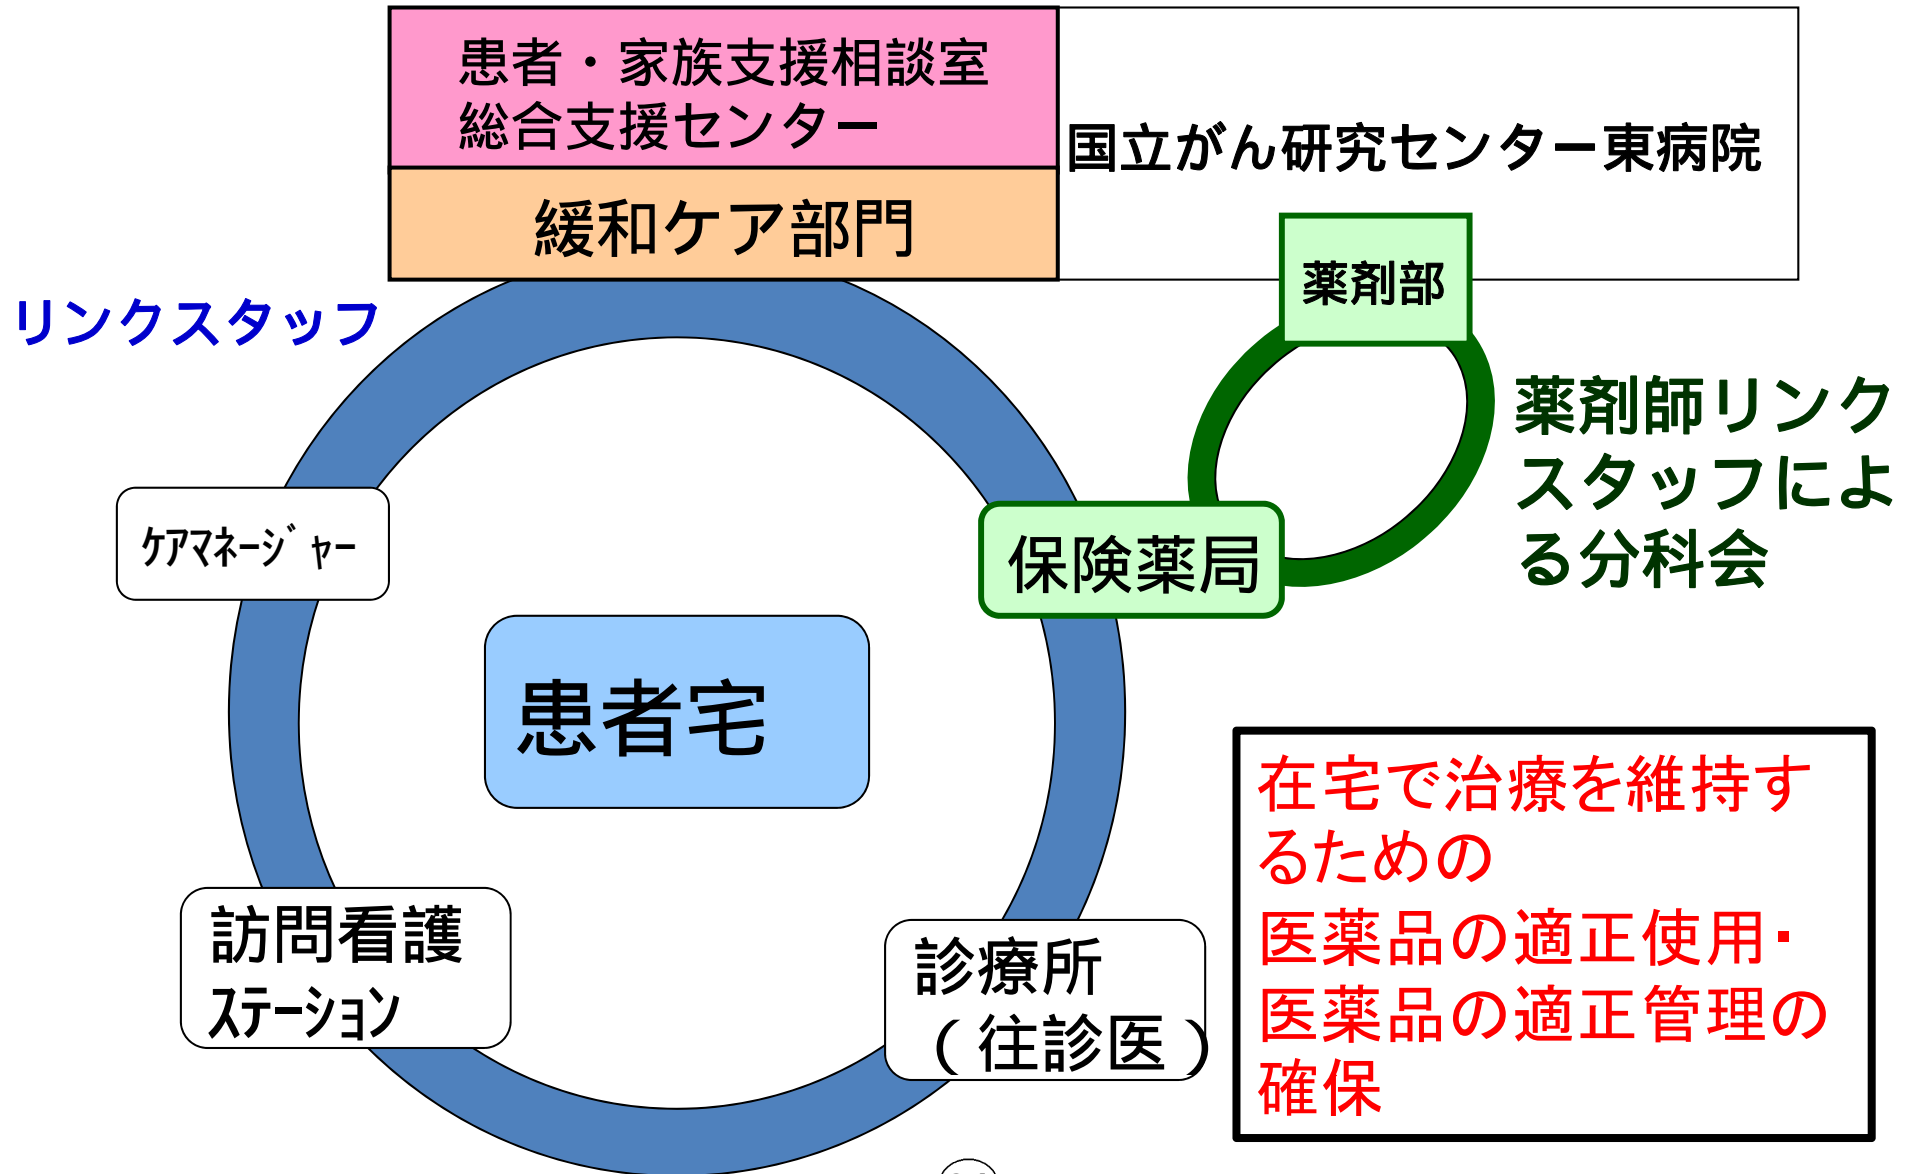 患者・家族支援相談室
総合支援センター
国立がん研究センター東病院
緩和ケア部門
薬剤部
リンクスタッフ
薬剤師リンク
スタッフによ
る分科会
ｹｱﾏﾈｰｼﾞｬｰ
保険薬局
患者宅
訪問看護
ｽﾃｰｼｮﾝ
診療所
（往診医）
在宅で治療を維持す
るための
医薬品の適正使用・
医薬品の適正管理の
確保